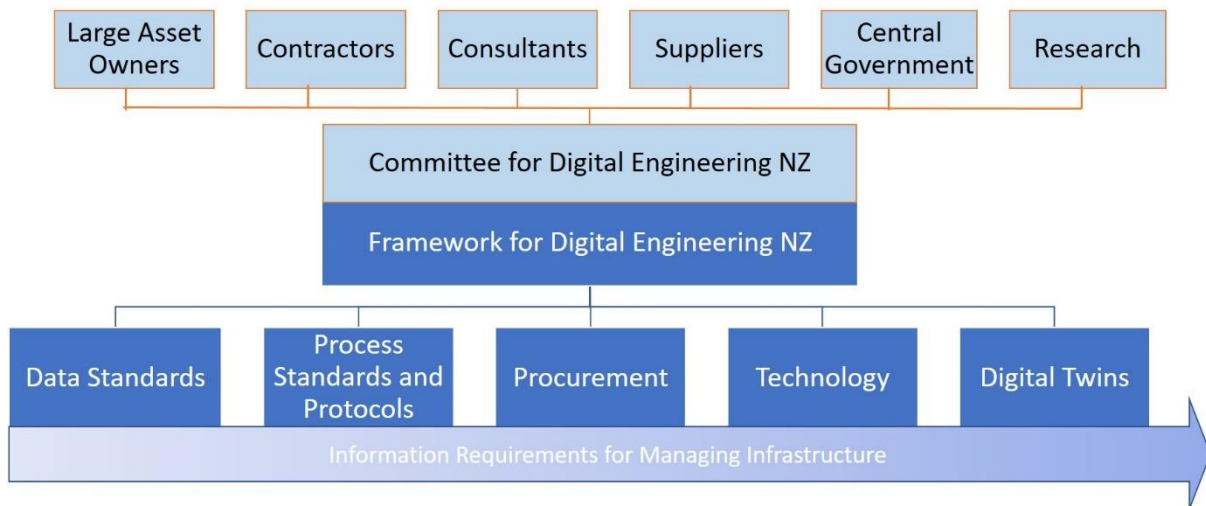 Large Asset
Owners
Contractors
Consultants
Suppliers
Central
Government
Research
Committee for Digital Engineering NZ
Framework for Digital Engineering NZ
Data Standards
Process
Standards and
Protocols
Procurement
Technology
Digital Twins
Information Requirements for Managing Infrastructure